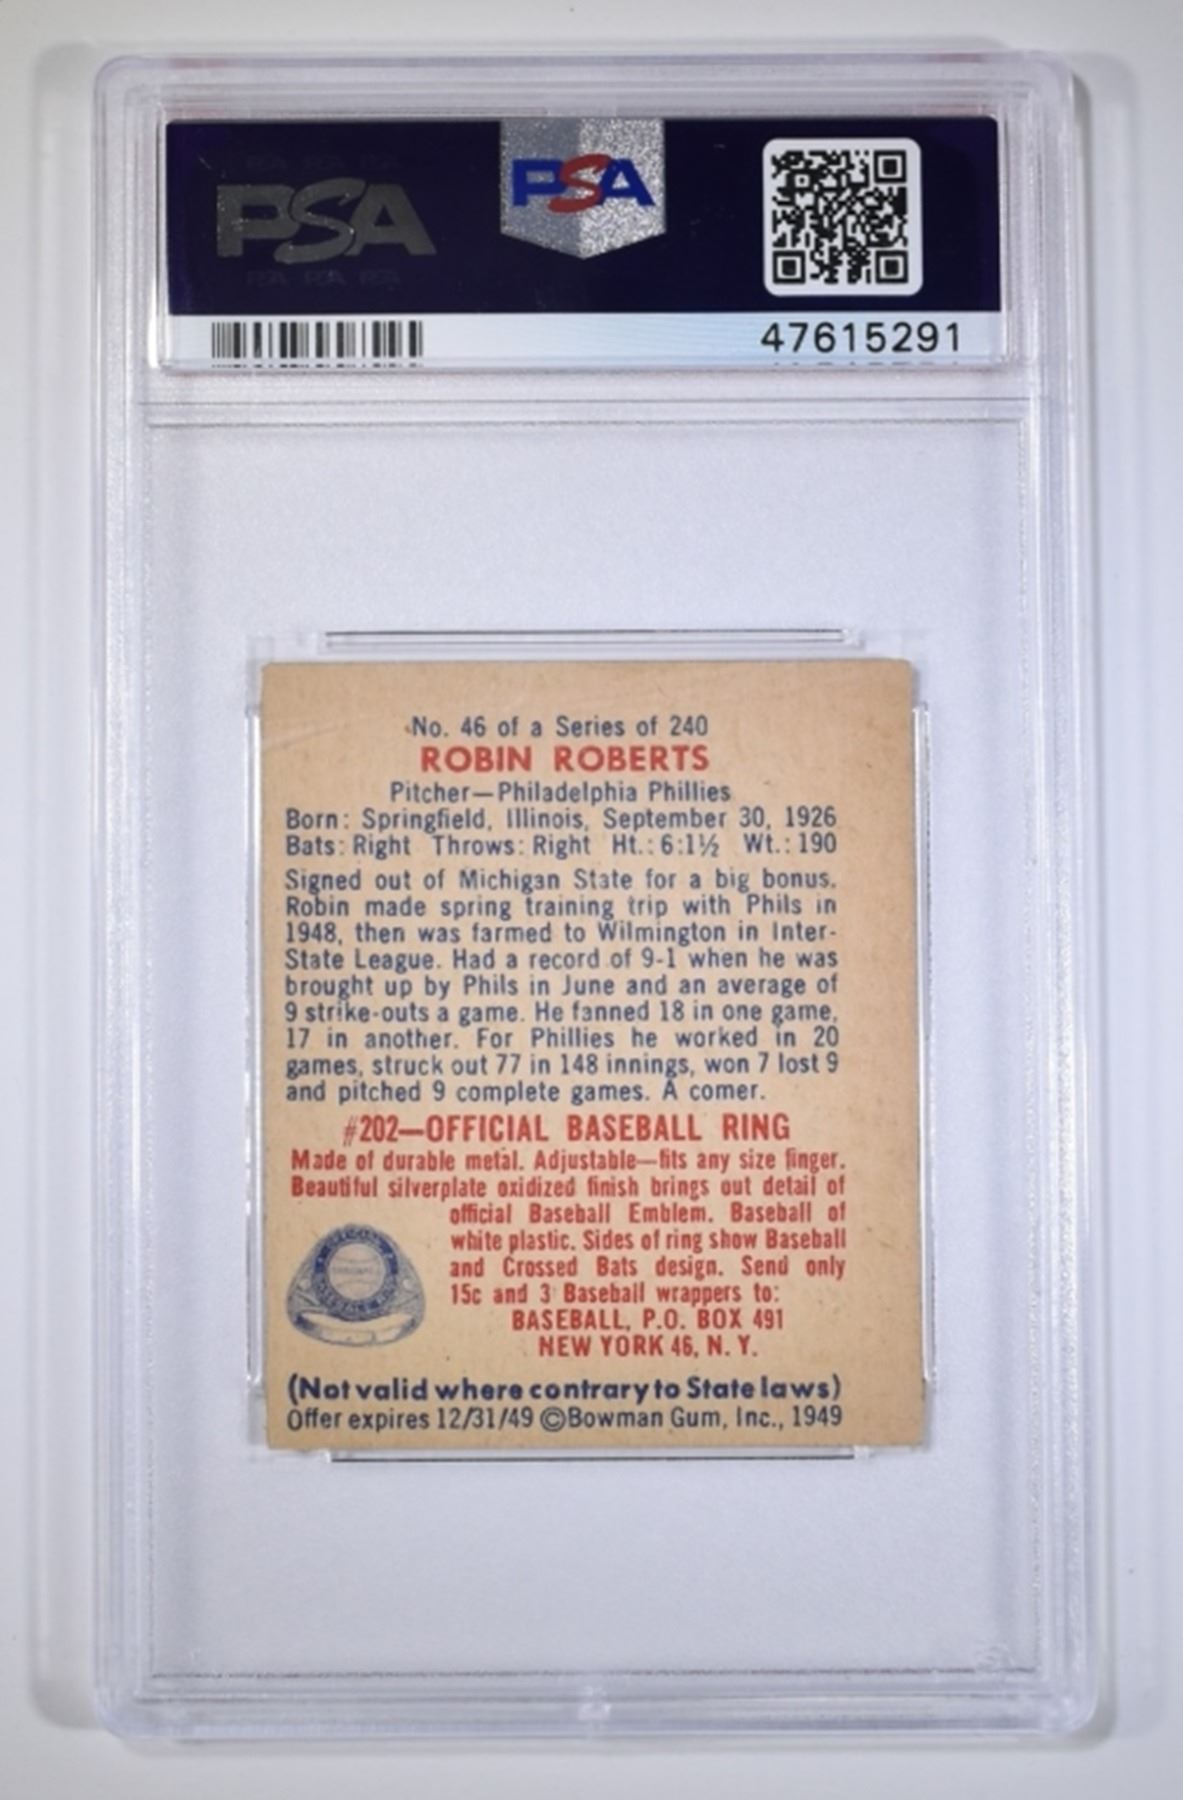 PSA PSA PSA
PSA
PSA PSA PSA
PSA
47615291
No. 46 of a Series of 240
ROBIN ROBERTS
Pitcher—Philadelphia Phillies
Born: Springfield, Illinois, September 30, 1926
Bats: Right Throws: Right Ht.: 6:1½ Wt.: 190
Signed out of Michigan State for a big bonus.
Robin made spring training trip with Phils in
1948, then was farmed to Wilmington in Inter-
State League. Had a record of 9-1 when he was
brought up by Phils in June and an average of
9 strike-outs a game. He fanned 18 in one game,
17 in another. For Phillies he worked in 20
games, struck out 77 in 148 innings, won 7 lost 9
and pitched 9 complete games. A comer.
#202—OFFICIAL BASEBALL RING
Made of durable metal. Adjustable—fits any size finger.
Beautiful silverplate oxidized finish brings out detail of
official Baseball Emblem. Baseball of
white plastic. Sides of ring show Baseball
and Crossed Bats design. Send only
15c and 3 Baseball wrappers to:
BASEBALL, P.O. BOX 491
NEW YORK 46, N. Y.
(Not valid where contrary to State laws)
Offer expires 12/31/49 ©Bowman Gum, Inc., 1949